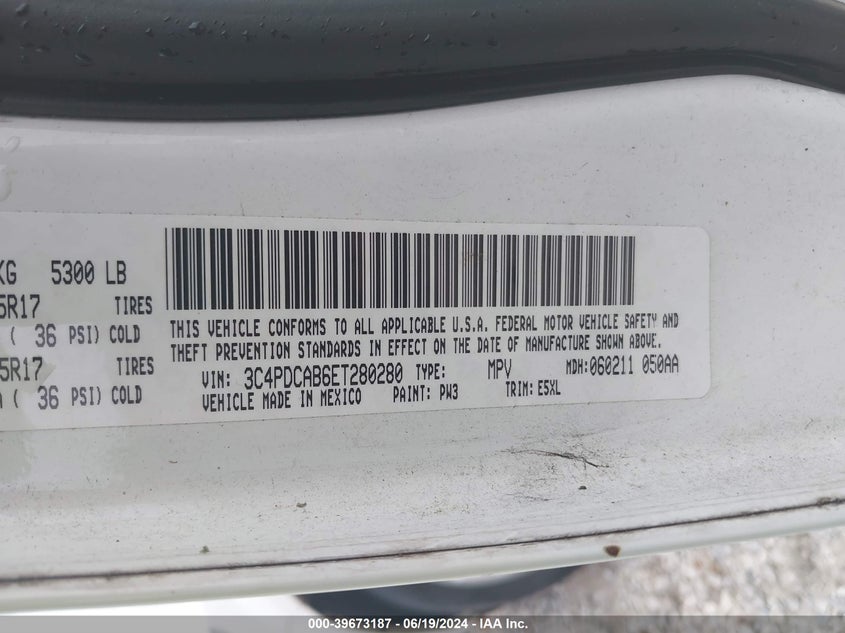 KG 5300 LB
5R17 TIRES
( 36 PSI) COLD
5R17 TIRES
( 36 PSI) COLD
THIS VEHICLE CONFORMS TO ALL APPLICABLE U.S.A. FEDERAL MOTOR VEHICLE SAFETY AND
THEFT PREVENTION STANDARDS IN EFFECT ON THE DATE OF MANUFACTURE SHOWN ABOVE.
VIN: 3C4PDCAB6ET280280 TYPE: MPV MDH:060211 050AA
VEHICLE MADE IN MEXICO PAINT: PW3 TRIM: E5XL
000-39673187 - 06/19/2024 - IAA Inc.